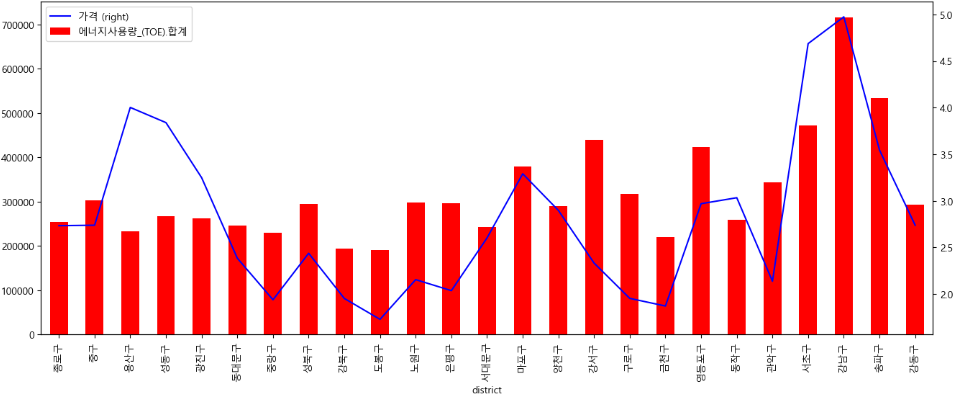 가격 (right)
에너지사용량_(TOE).합계
700000
600000
500000
400000
300000
200000
100000
0
5.0
4.5
4.0
3.5
3.0
2.5
2.0
종로구
중구
용산구
성동구
광진구
동대문구
중랑구
성북구
강북구
도봉구
노원구
은평구
서대문구
마포구
양천구
강서구
구로구
금천구
영등포구
동작구
관악구
서초구
강남구
송파구
강동구
district